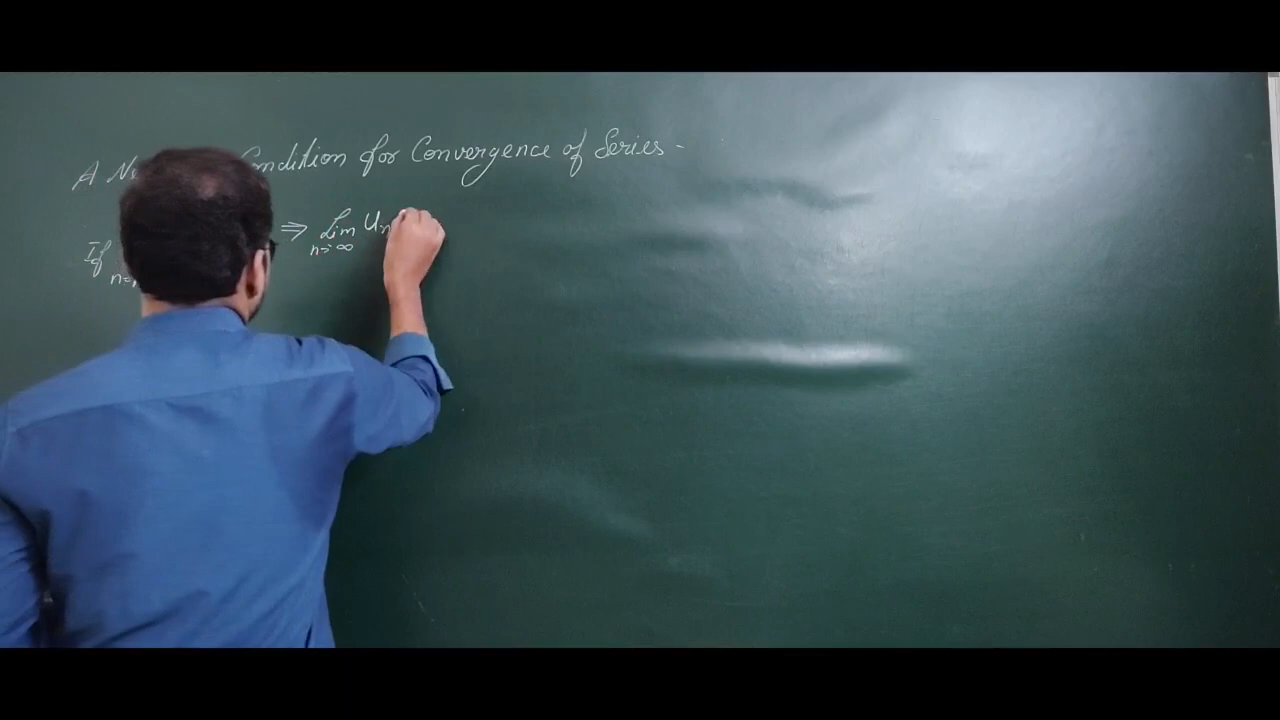 A Condition for Convergence of Series -
If ⇒ Lim Un
n→∞